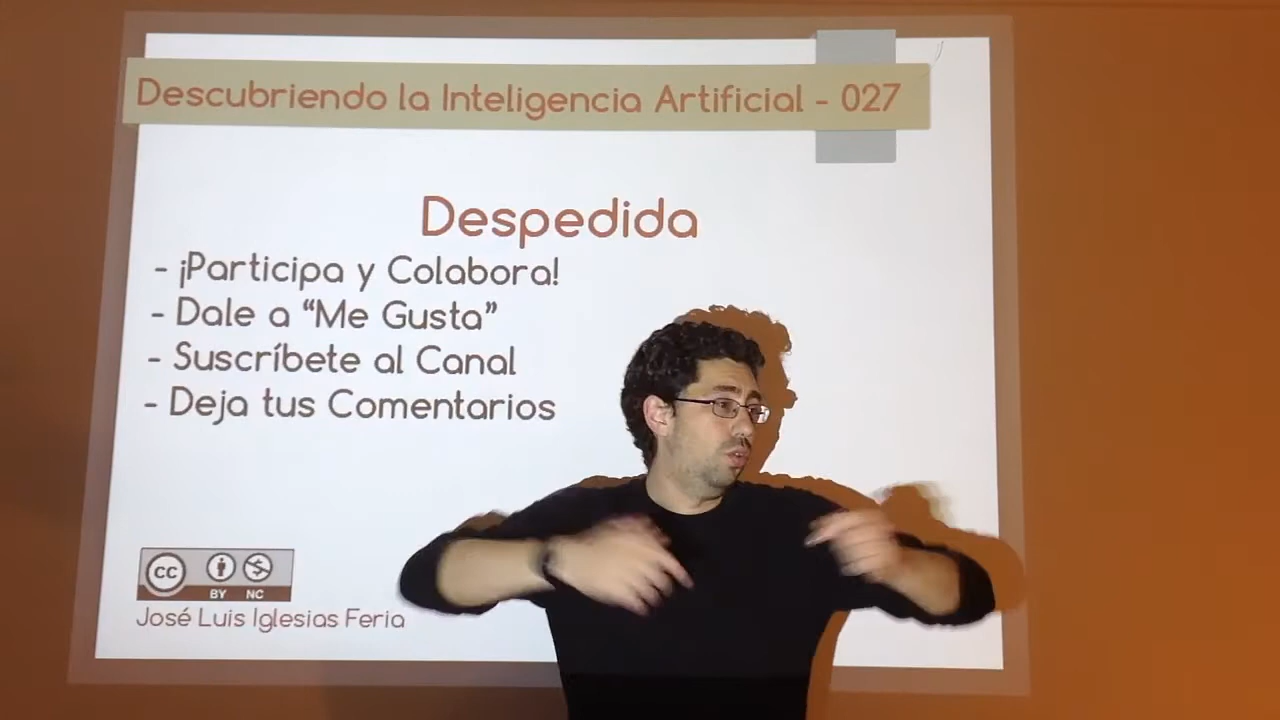 Descubriendo la Inteligencia Artificial - 027
Despedida
- ¡Participa y Colabora!
- Dale a “Me Gusta”
- Suscríbete al Canal
- Deja tus Comentarios
CC
BY NC
José Luis Iglesias Feria